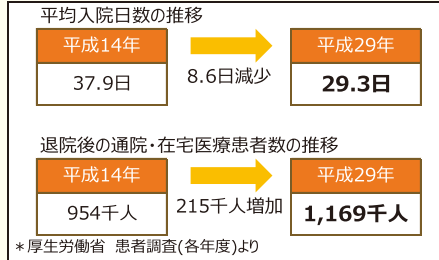 平均入院日数の推移
平成14年
平成29年
37.9日
8.6日減少
29.3日
退院後の通院・在宅医療患者数の推移
平成14年
平成29年
954千人
215千人増加
1,169千人
＊厚生労働省 患者調査(各年度)より